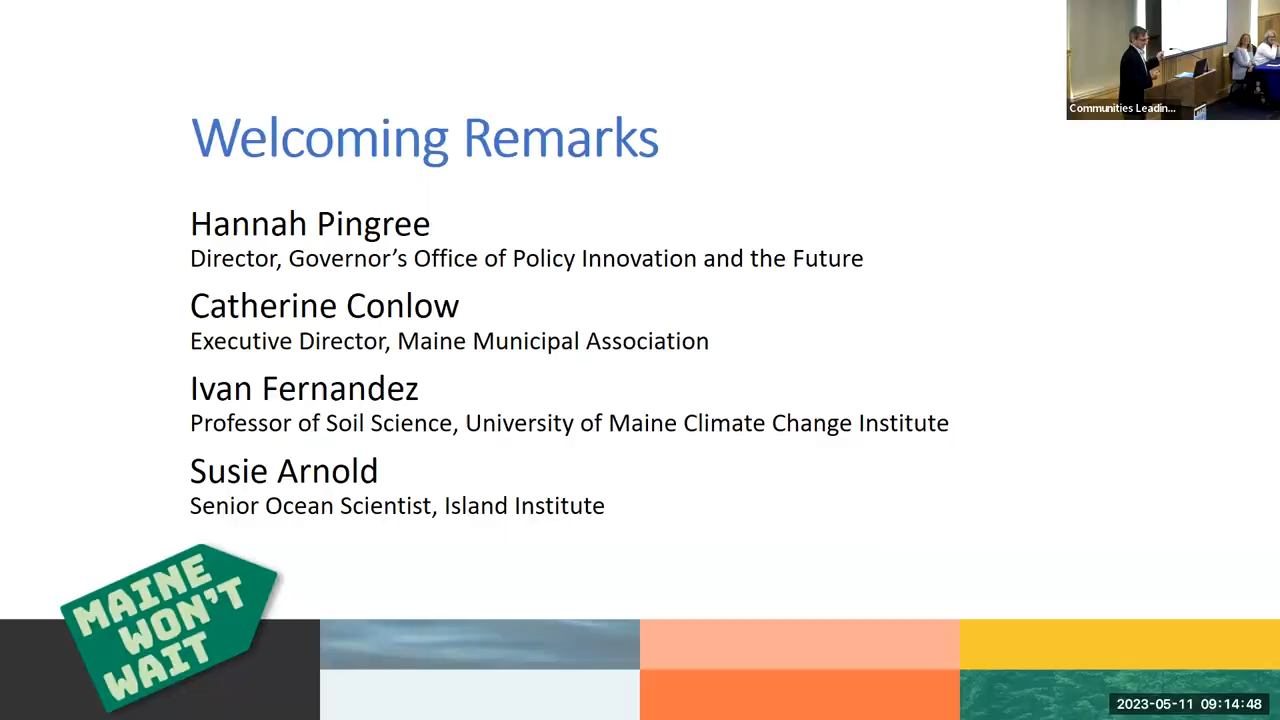 Communities Leadin...
Welcoming Remarks
Hannah Pingree
Director, Governor’s Office of Policy Innovation and the Future
Catherine Conlow
Executive Director, Maine Municipal Association
Ivan Fernandez
Professor of Soil Science, University of Maine Climate Change Institute
Susie Arnold
Senior Ocean Scientist, Island Institute
MAINE
WON'T
WAIT
2023-05-11 09:14:48